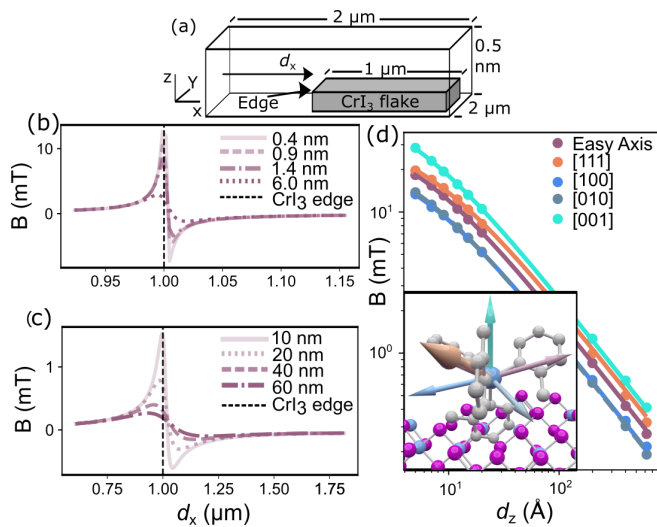 (a)
2 μm
0.5
nm
d_x
1 μm
z
Y
x
Edge
CrI₃ flake
2 μm
(b)
B (mT)
10
0
0.95
1.00
1.05
1.10
1.15
0.4 nm
0.9 nm
1.4 nm
6.0 nm
CrI₃ edge
(c)
B (mT)
1
0
0.75
1.00
1.25
1.50
1.75
d_x (μm)
10 nm
20 nm
40 nm
60 nm
CrI₃ edge
(d)
B (mT)
10¹
10⁰
10¹
10²
d_z (Å)
Easy Axis
[111]
[100]
[010]
[001]